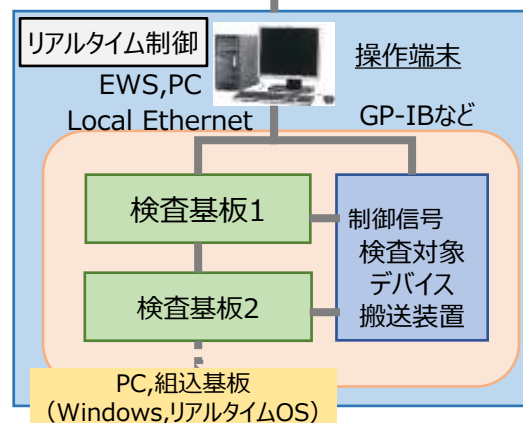 リアルタイム制御
操作端末
EWS,PC
Local Ethernet
GP-IBなど
検査基板1
制御信号
検査対象
デバイス
搬送装置
検査基板2
PC,組込基板
（Windows,リアルタイムOS）